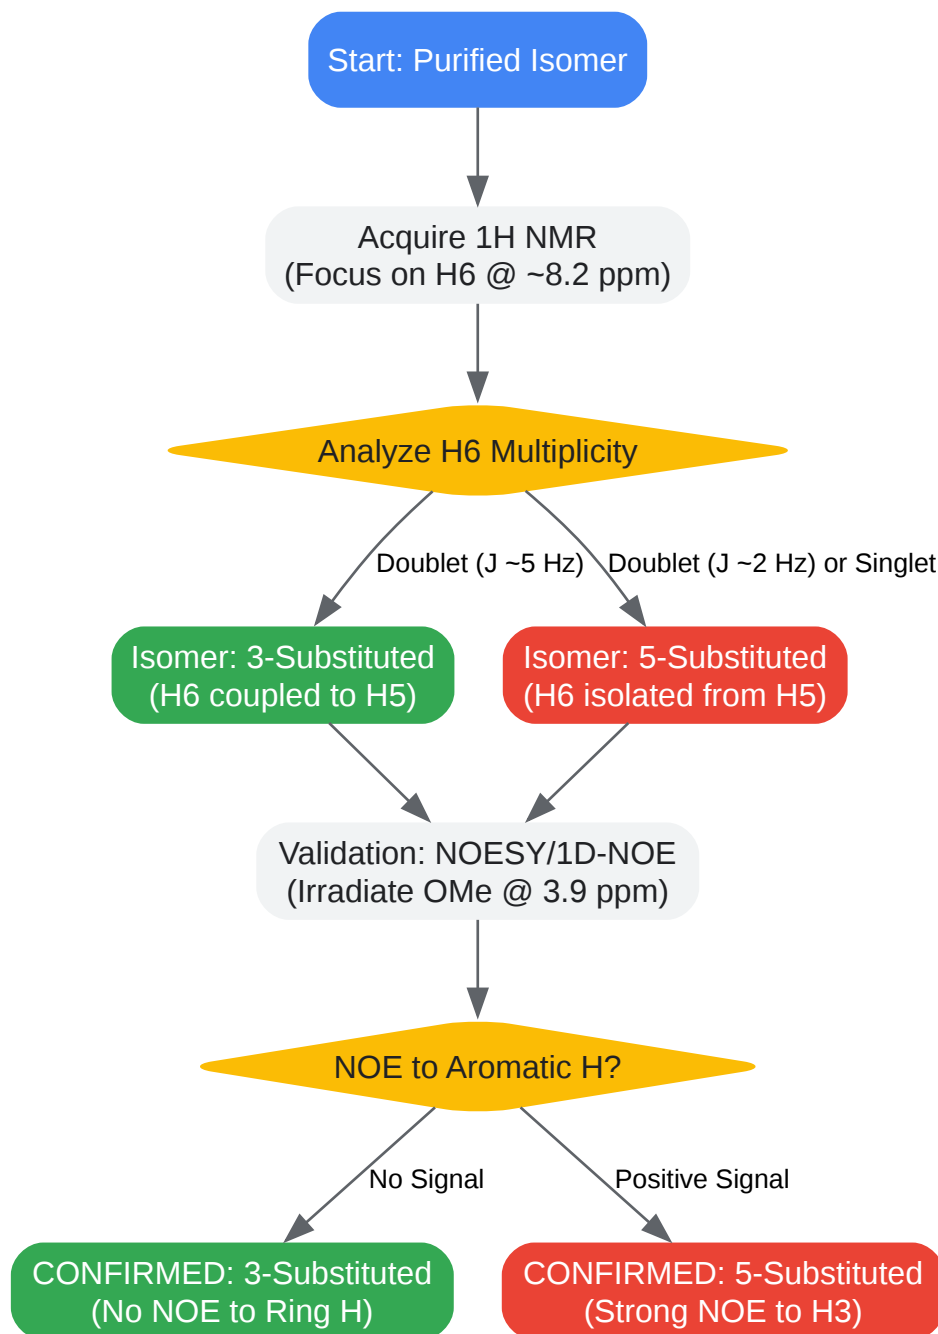 Start: Purified Isomer
Acquire 1H NMR
(Focus on H6 @ ~8.2 ppm)
Analyze H6 Multiplicity
Doublet (J ~5 Hz)
Doublet (J ~2 Hz) or Singlet
Isomer: 3-Substituted
(H6 coupled to H5)
Isomer: 5-Substituted
(H6 isolated from H5)
Validation: NOESY/1D-NOE
(Irradiate OMe @ 3.9 ppm)
NOE to Aromatic H?
No Signal
Positive Signal
CONFIRMED: 3-Substituted
(No NOE to Ring H)
CONFIRMED: 5-Substituted
(Strong NOE to H3)